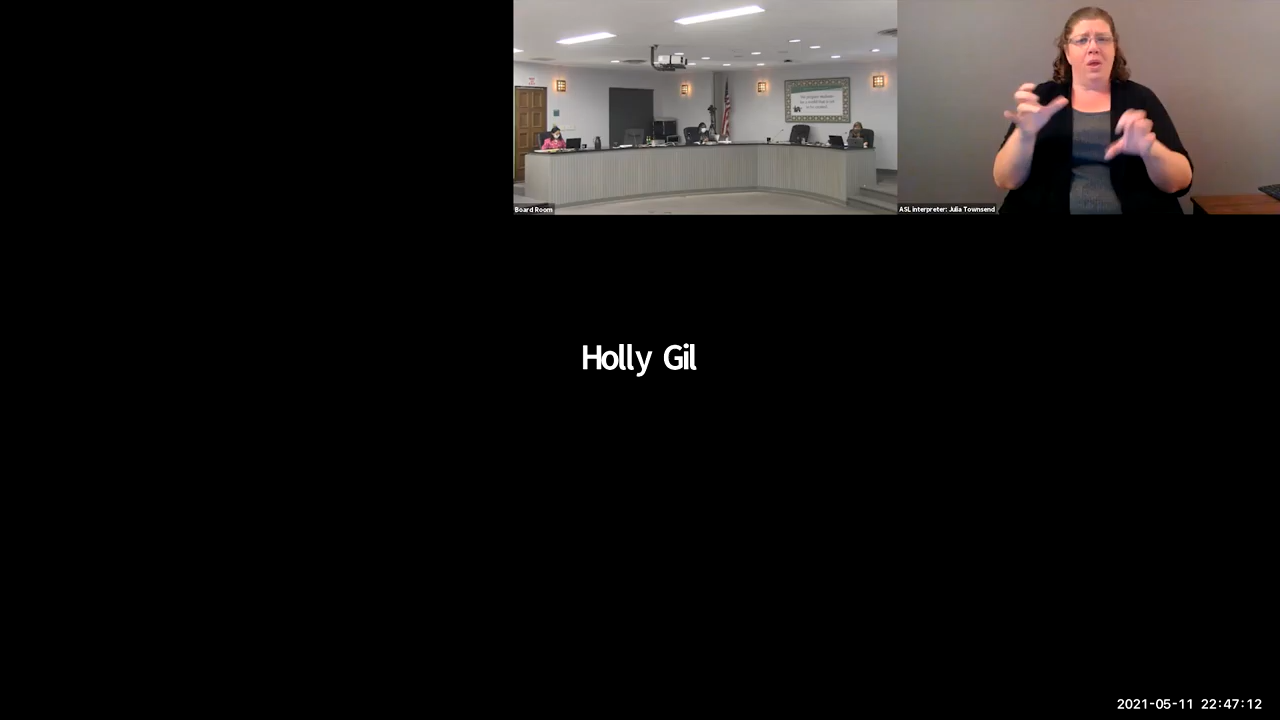 Board Room
ASL interpreter: Julia Townsend
Holly Gil
2021-05-11 22:47:12